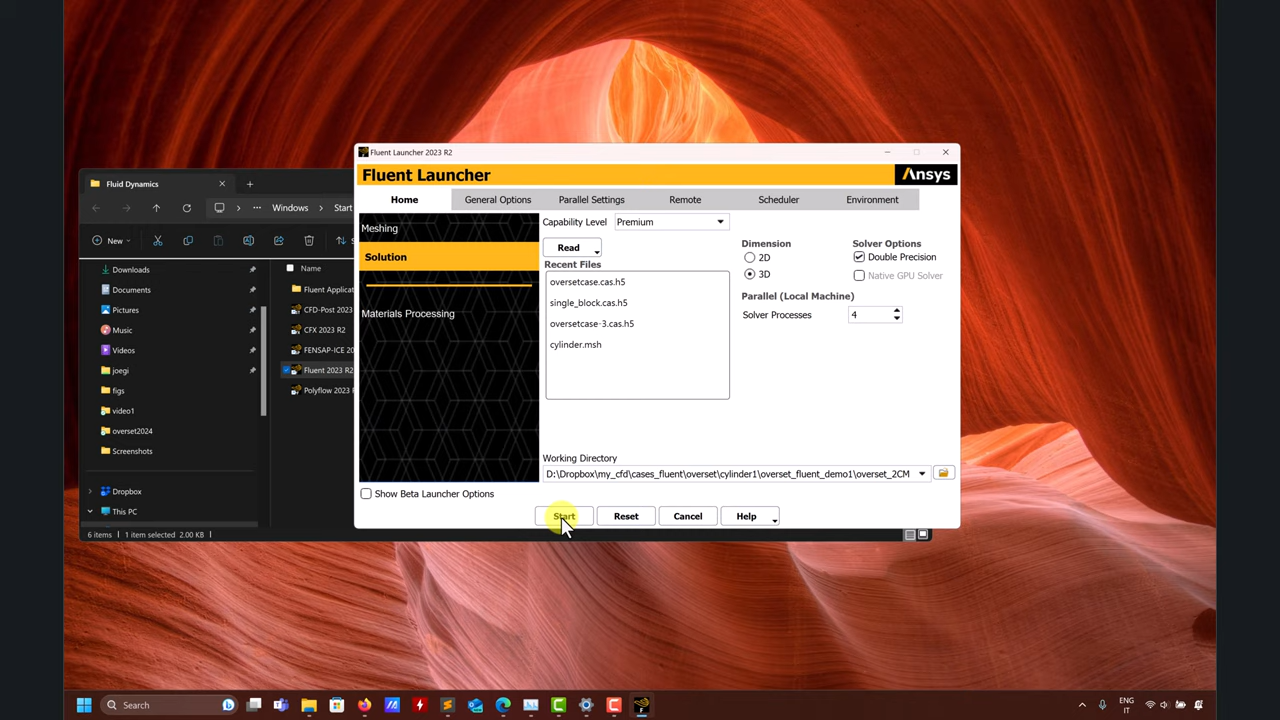 Fluent Launcher 2023 R2
Fluent Launcher
Ansys
Home
General Options
Parallel Settings
Remote
Scheduler
Environment
Meshing
Solution
Materials Processing
Capability Level
Premium
Read
Recent Files
oversetcase.cas.h5
single_block.cas.h5
oversetcase-3.cas.h5
cylinder.msh
Dimension
2D
3D
Solver Options
Double Precision
Native GPU Solver
Parallel (Local Machine)
Solver Processes
4
Working Directory
D:\Dropbox\my_cfd\cases_fluent\overset\cylinder1\overset_fluent_demo1\overset_2CM
Show Beta Launcher Options
Start
Reset
Cancel
Help
Fluid Dynamics
Windows
Start
New
Downloads
Documents
Pictures
Music
Videos
joegi
figs
video1
overset2024
Screenshots
Dropbox
This PC
Name
Fluent Applica
CFD-Post 2023
CFX 2023 R2
FENSAP-ICE 20
Fluent 2023 R2
Polyflow 2023
6 items
1 item selected 2.00 KB
Search
ENG
IT